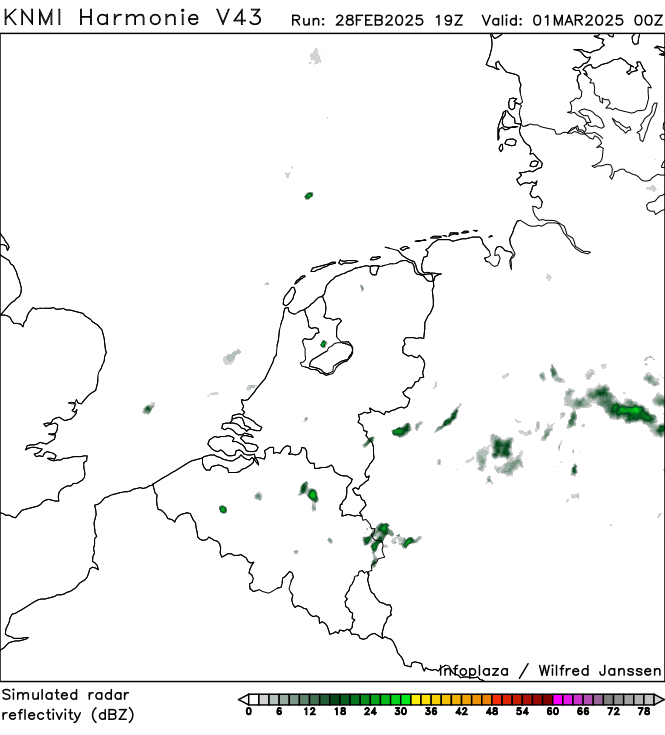 KNMI Harmonie V43 Run: 28FEB2025 19Z Valid: 01MAR2025 00Z
infoplaza / Wilfred Janssen
Simulated radar
reflectivity (dBZ)
0 6 12 18 24 30 36 42 48 54 60 66 72 78